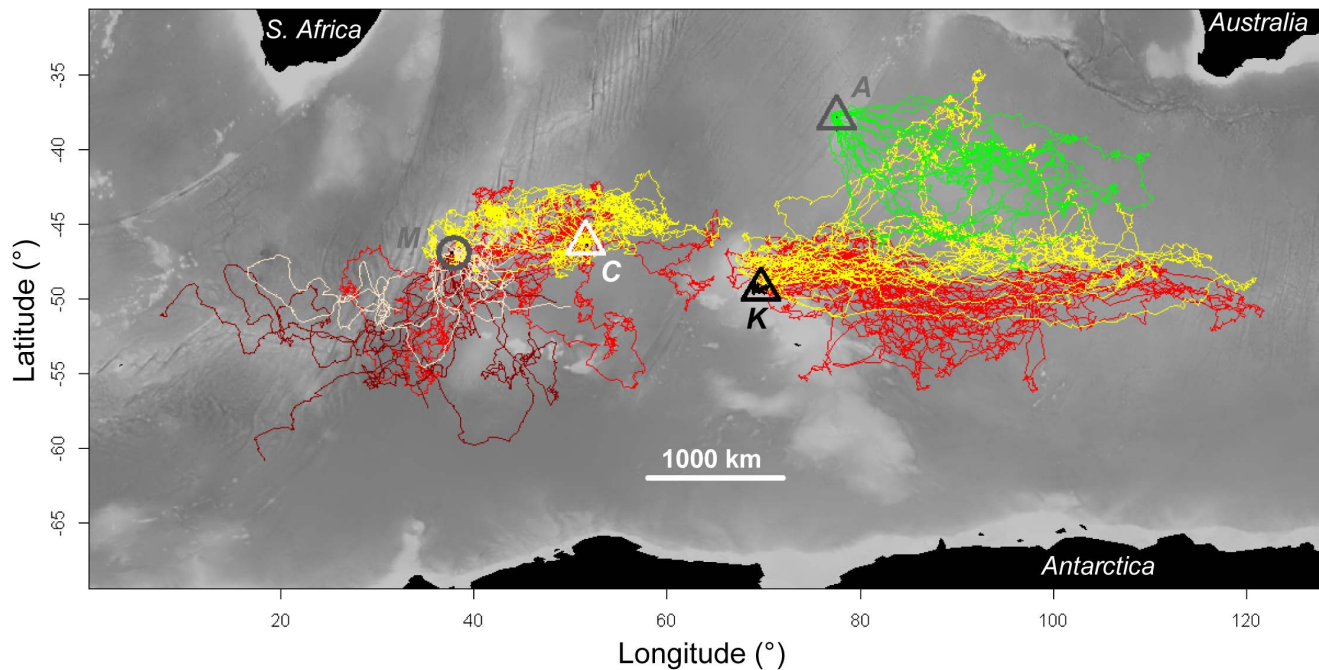 S. Africa
Australia
A
M
C
K
1000 km
Antarctica
-35
-40
-45
-50
-55
-60
-65
20
40
60
80
100
120
Latitude (°)
Longitude (°)